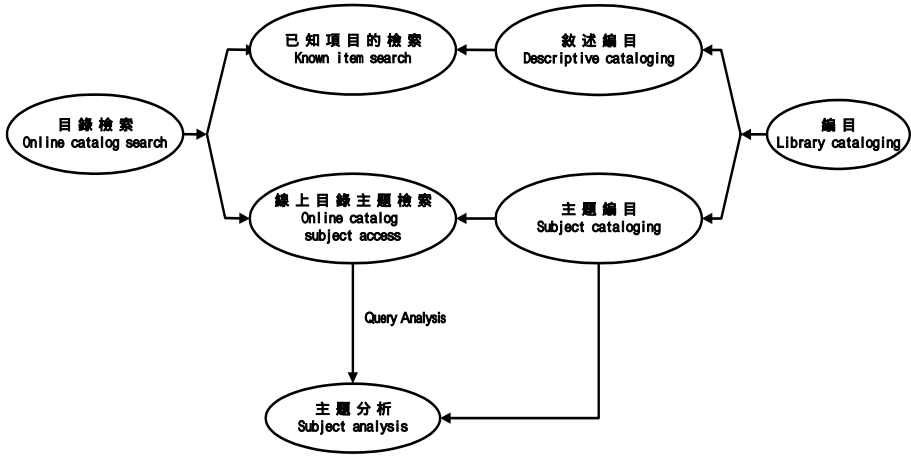 已知項目的檢索
Known item search
敘述編目
Descriptive cataloging
目錄檢索
Online catalog search
編目
Library cataloging
線上目錄主題檢索
Online catalog
subject access
主題編目
Subject cataloging
Query Analysis
主題分析
Subject analysis